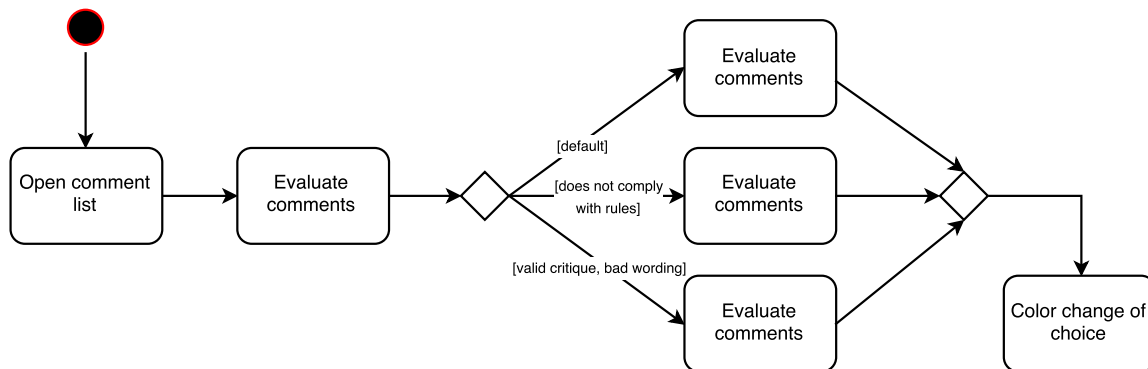 Evaluate
comments
[default]
Open comment
list
Evaluate
comments
[does not comply
with rules]
Evaluate
comments
[valid critique, bad wording]
Evaluate
comments
Color change of
choice